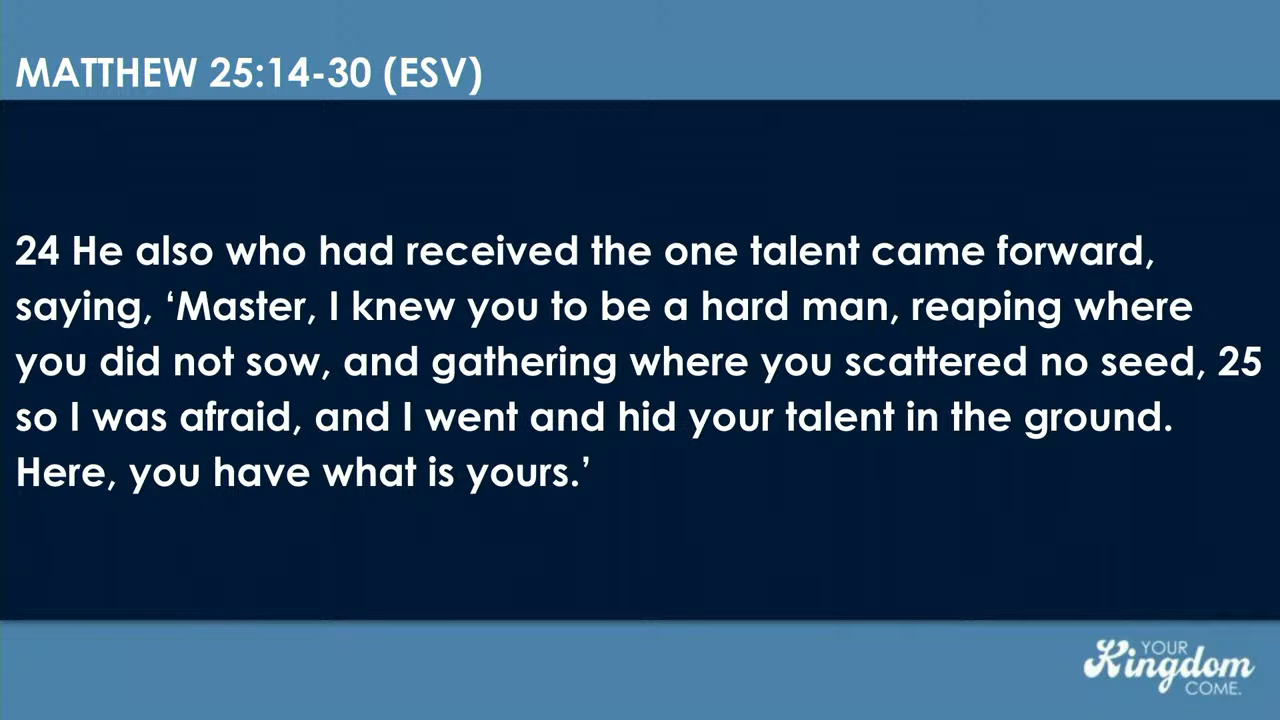 MATTHEW 25:14-30 (ESV)
24 He also who had received the one talent came forward,
saying, ‘Master, I knew you to be a hard man, reaping where
you did not sow, and gathering where you scattered no seed, 25
so I was afraid, and I went and hid your talent in the ground.
Here, you have what is yours.’
YOUR
Kingdom
COME.